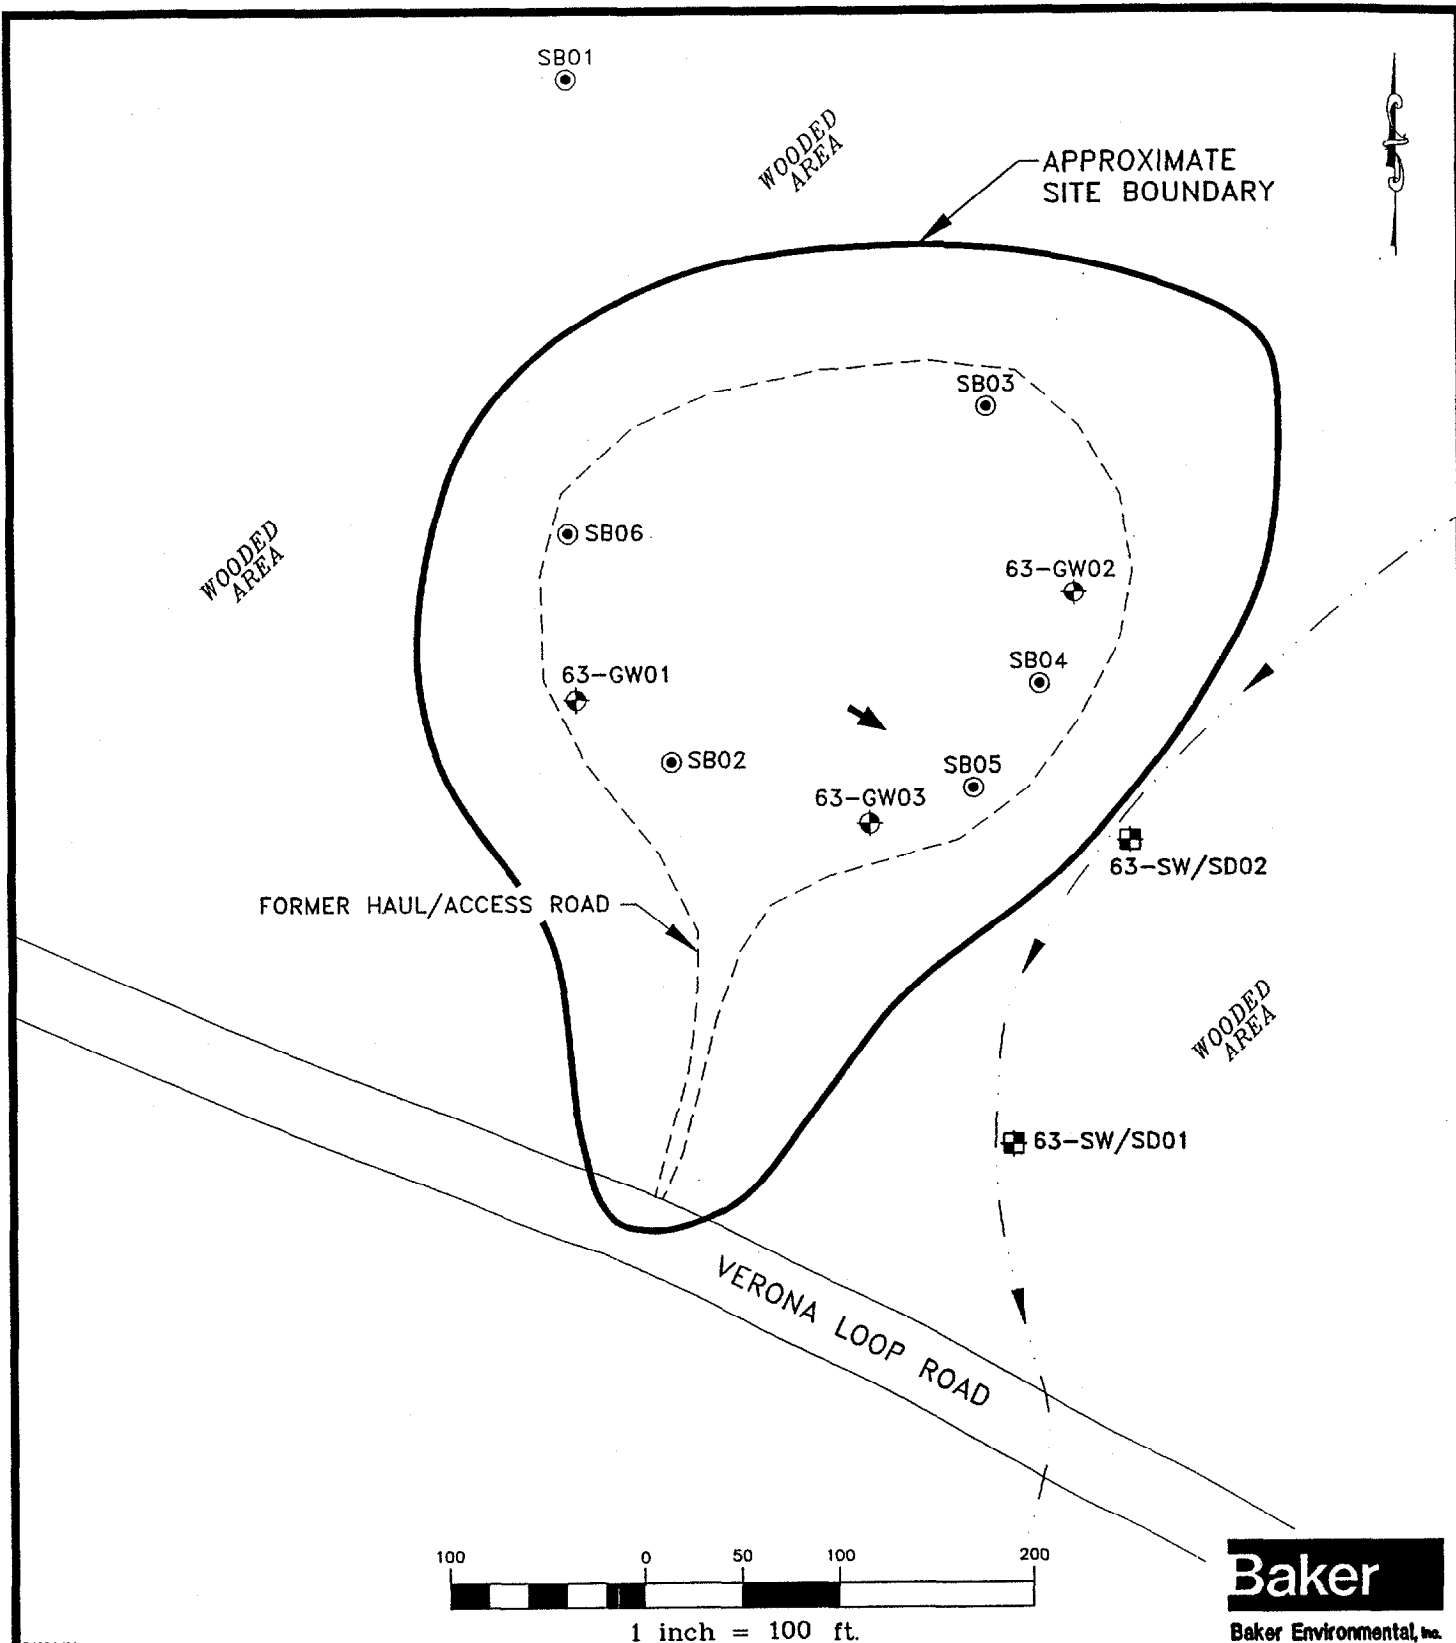 SB01
WOODED
AREA
APPROXIMATE
SITE BOUNDARY
SB03
SB06
WOODED
AREA
63-GW02
SB04
63-GW01
SB02
SB05
63-GW03
63-SW/SD02
FORMER HAUL/ACCESS ROAD
WOODED
AREA
63-SW/SD01
VERONA LOOP ROAD
100 0 50 100 200
1 inch = 100 ft.
Baker
Baker Environmental, Inc.